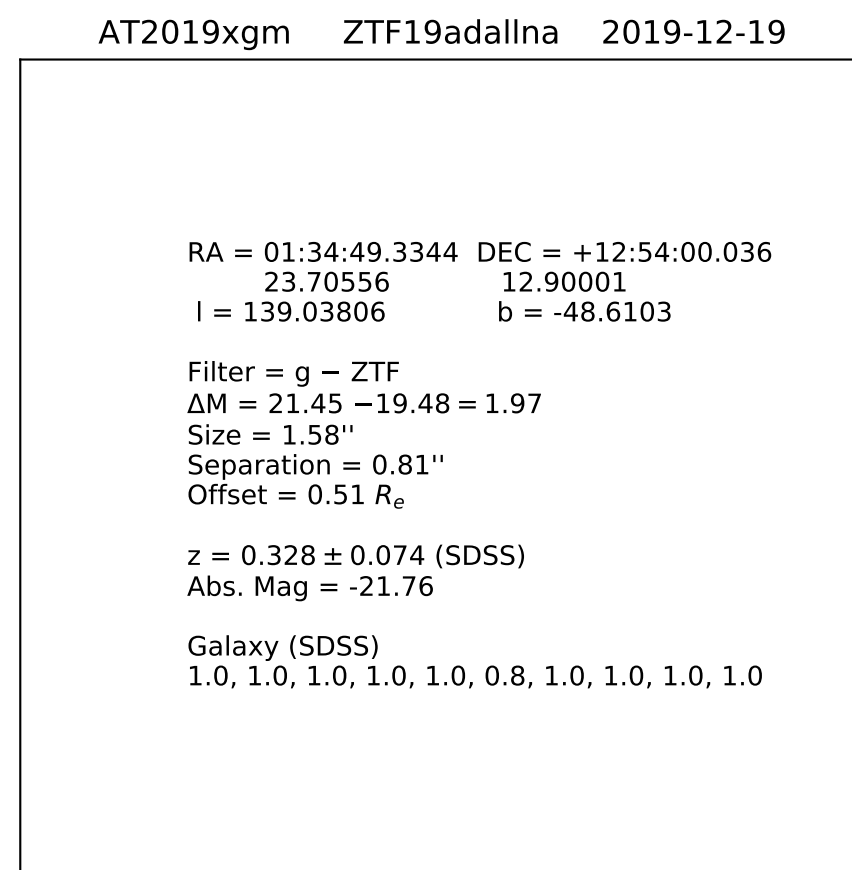 AT2019xgm ZTF19adallna 2019-12-19
RA = 01:34:49.3344 DEC = +12:54:00.036
23.70556 12.90001
l = 139.03806 b = -48.6103
Filter = g − ZTF
ΔM = 21.45 −19.48 = 1.97
Size = 1.58''
Separation = 0.81''
Offset = 0.51 Re
z = 0.328 ± 0.074 (SDSS)
Abs. Mag = -21.76
Galaxy (SDSS)
1.0, 1.0, 1.0, 1.0, 1.0, 0.8, 1.0, 1.0, 1.0, 1.0